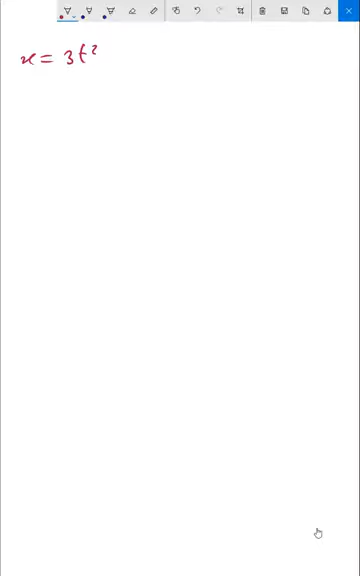 x = 3t²